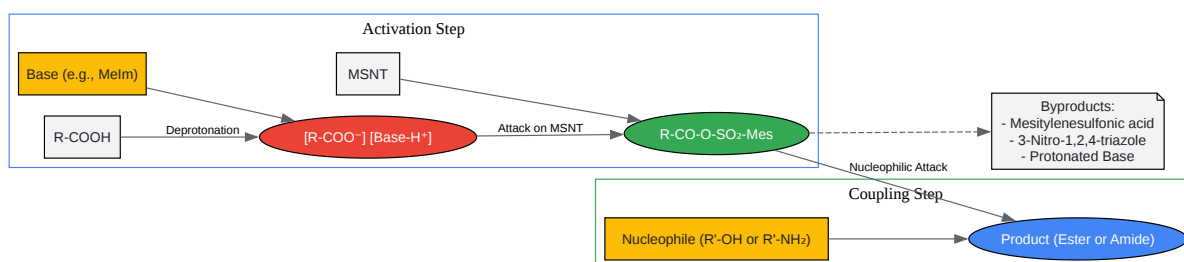 Activation Step
Base (e.g., MeIm)
MSNT
R-COOH
Deprotonation
[R-COO⁻] [Base-H⁺]
Attack on MSNT
R-CO-O-SO₂-Mes
Byproducts:
- Mesitylenesulfonic acid
- 3-Nitro-1,2,4-triazole
- Protonated Base
Nucleophilic Attack
Coupling Step
Nucleophile (R'-OH or R'-NH₂)
Product (Ester or Amide)